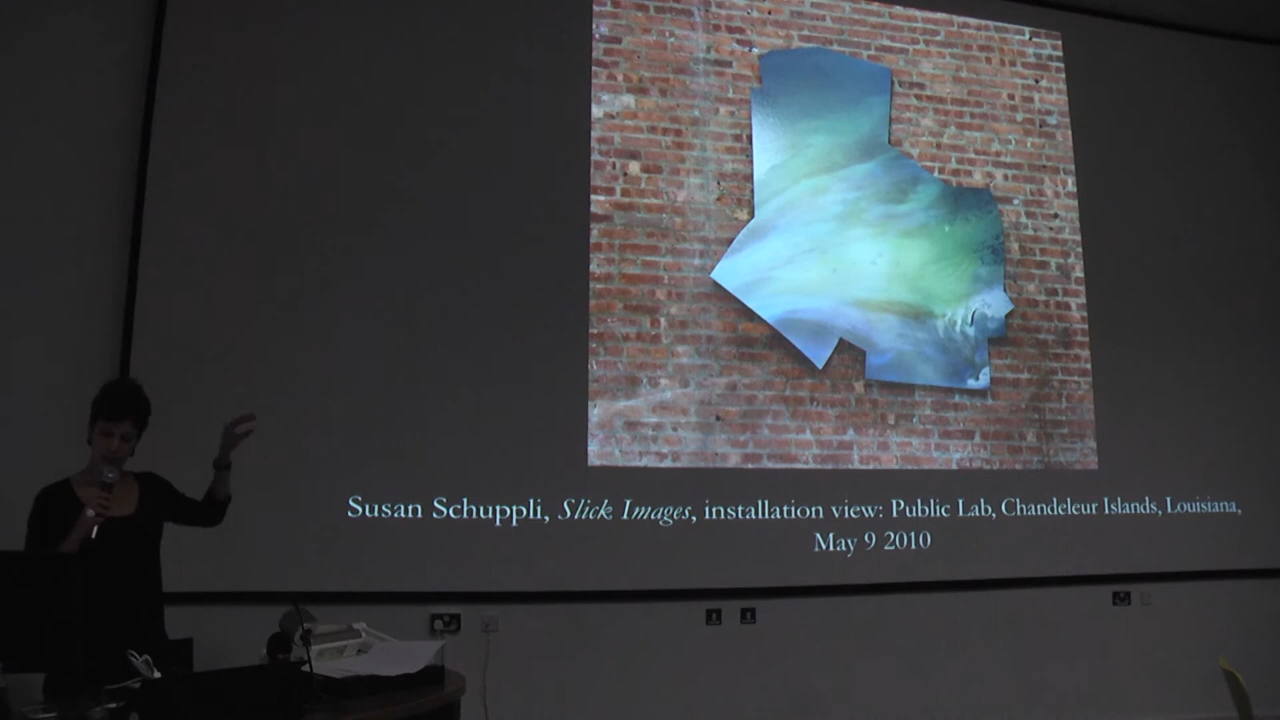 Susan Schuppli, Slick Images, installation view: Public Lab, Chandeleur Islands, Louisiana,
May 9 2010